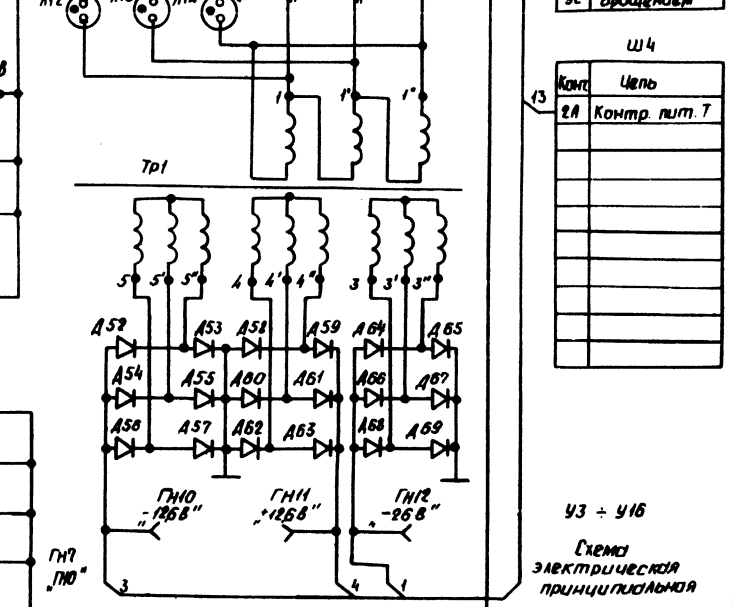 вращением
Ш4
Конт Цепь
13
2А Контр. пит. Т
1 1' 1"
Тр1
5 5' 5" 4 4' 4" 3 3' 3"
Д52 Д53 Д58 Д59 Д64 Д65
Д54 Д55 Д60 Д61 Д66 Д67
Д56 Д57 Д62 Д63 Д68 Д69
ГН10 ГН11 ГН12
„-12,6В" „+12,6В" „-26В"
У3 ÷ У16
ГН7
„П10"
3 4 1
Схема
электрическая
принципиальная